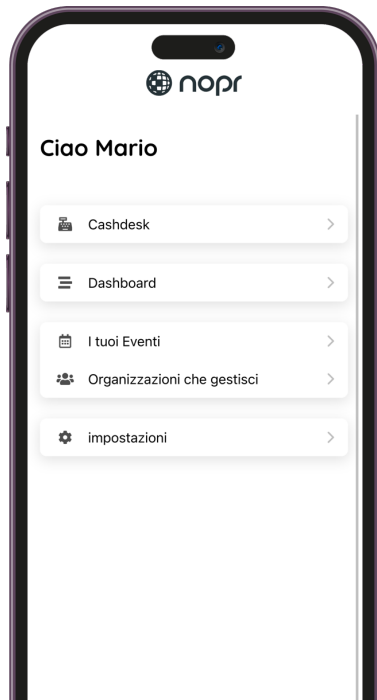 nopr
Ciao Mario
Cashdesk
Dashboard
I tuoi Eventi
Organizzazioni che gestisci
impostazioni